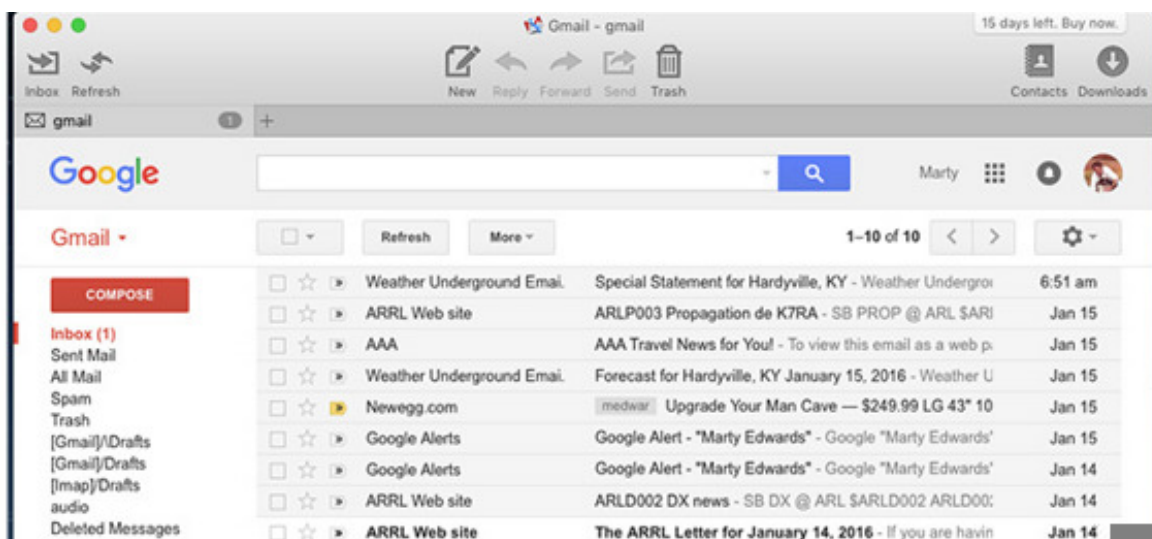 Gmail - gmail
15 days left. Buy now.
Inbox Refresh New Reply Forward Send Trash Contacts Downloads
gmail 1 +
Google Marty
Gmail Refresh More 1–10 of 10
COMPOSE
Inbox (1)
Sent Mail
All Mail
Spam
Trash
[Gmail]/\Drafts
[Gmail]/Drafts
[Imap]/Drafts
audio
Deleted Messages
Weather Underground Emai. Special Statement for Hardyville, KY - Weather Undergrou 6:51 am
ARRL Web site ARLP003 Propagation de K7RA - SB PROP @ ARL $ARI Jan 15
AAA AAA Travel News for You! - To view this email as a web pa Jan 15
Weather Underground Emai. Forecast for Hardyville, KY January 15, 2016 - Weather U Jan 15
Newegg.com medwar Upgrade Your Man Cave — $249.99 LG 43" 10 Jan 15
Google Alerts Google Alert - "Marty Edwards" - Google "Marty Edwards" Jan 15
Google Alerts Google Alert - "Marty Edwards" - Google "Marty Edwards" Jan 14
ARRL Web site ARLD002 DX news - SB DX @ ARL $ARLD002 ARLD00: Jan 14
ARRL Web site The ARRL Letter for January 14, 2016 - If you are havin Jan 14